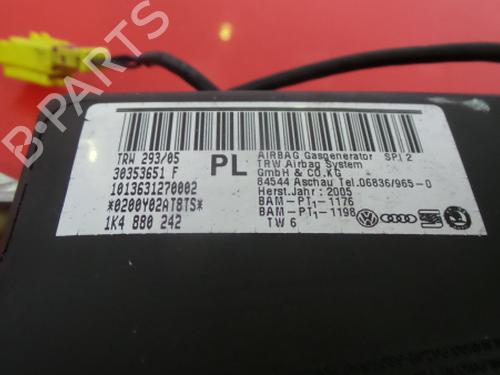 B-PARTS
TRW 293/05
30353651 F
1013631270002
*0200Y02AT8TS*
1K4 880 242
PL
AIRBAG Gasgenerator SPI 2
TRW Airbag System
GmbH & CO.KG
84544 Aschau Tel.06836/965-0
Herst.Jahr: 2005
BAM-PT1-1176
BAM-PT1-1198
TW 6